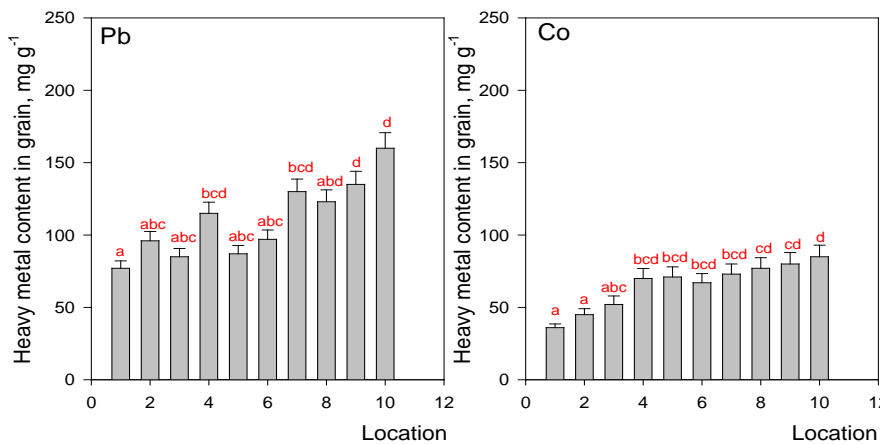 Pb
Heavy metal content in grain, mg g-1
250
200
150
100
50
0
a
abc
abc
bcd
abc
abc
bcd
abd
d
d
0 2 4 6 8 10 12
Location
Co
Heavy metal content in grain, mg g-1
250
200
150
100
50
0
a
a
abc
bcd
bcd
bcd
bcd
cd
cd
d
0 2 4 6 8 10 12
Location